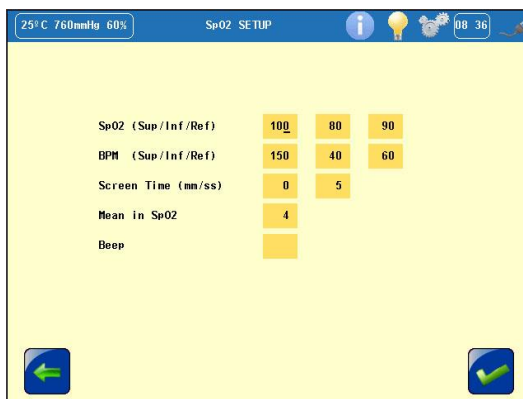 25ºC 760mmHg 60% SpO2 SETUP 08 36
SpO2 (Sup/Inf/Ref) 100 80 90
BPM (Sup/Inf/Ref) 150 40 60
Screen Time (mm/ss) 0 5
Mean in SpO2 4
Beep